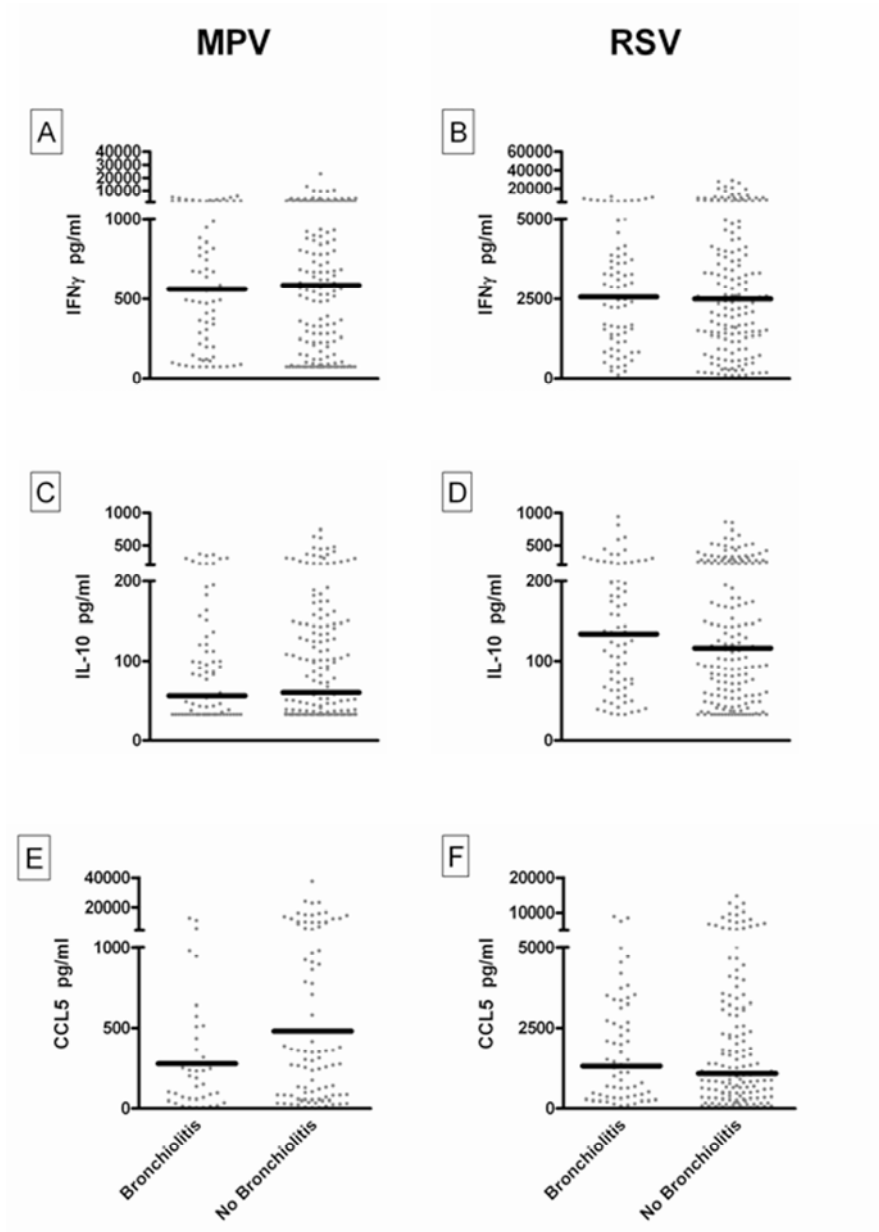 MPV RSV
A
40000
30000
20000
10000
1000
500
0
IFNγ pg/ml
B
60000
40000
20000
5000
2500
0
IFNγ pg/ml
C
1000
500
200
100
0
IL-10 pg/ml
D
1000
500
200
100
0
IL-10 pg/ml
E
40000
20000
1000
500
0
CCL5 pg/ml
Bronchiolitis
No Bronchiolitis
F
20000
10000
5000
2500
0
CCL5 pg/ml
Bronchiolitis
No Bronchiolitis